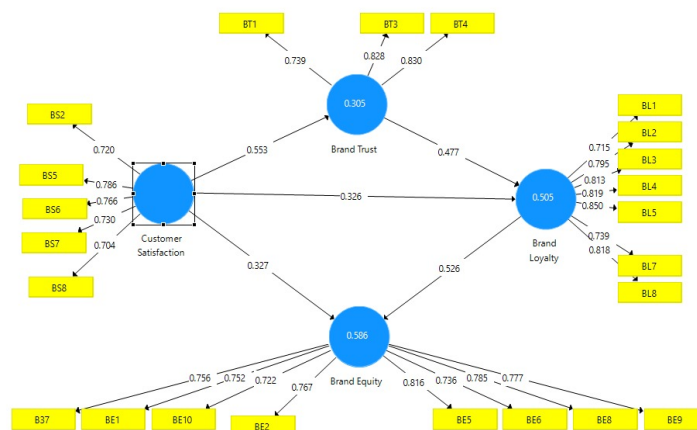 BT1
BT3
BT4
0.739
0.828
0.830
0.305
Brand Trust
BS2
BS5
BS6
BS7
BS8
0.720
0.786
0.766
0.730
0.704
Customer
Satisfaction
0.553
0.477
0.326
0.327
0.526
0.505
Brand
Loyalty
BL1
BL2
BL3
BL4
BL5
BL7
BL8
0.715
0.795
0.813
0.819
0.850
0.739
0.818
0.586
Brand Equity
0.756
0.752
0.722
0.767
0.816
0.736
0.785
0.777
B37
BE1
BE10
BE2
BE5
BE6
BE8
BE9